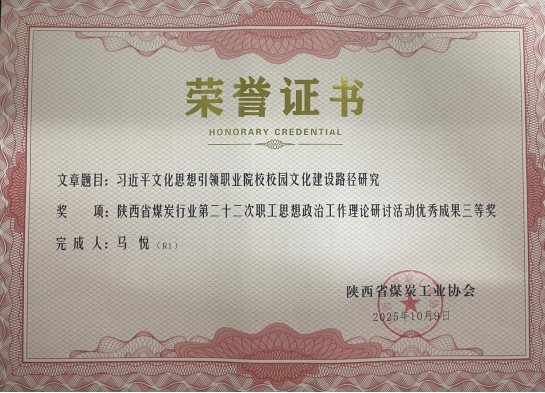 荣誉证书
HONORARY CREDENTIAL
文章题目：习近平文化思想引领职业院校校园文化建设路径研究
奖 项：陕西省煤炭行业第二十二次职工思想政治工作理论研讨活动优秀成果三等奖
完 成 人：马 悦（R1）
陕西省煤炭工业协会
2025年10月9日